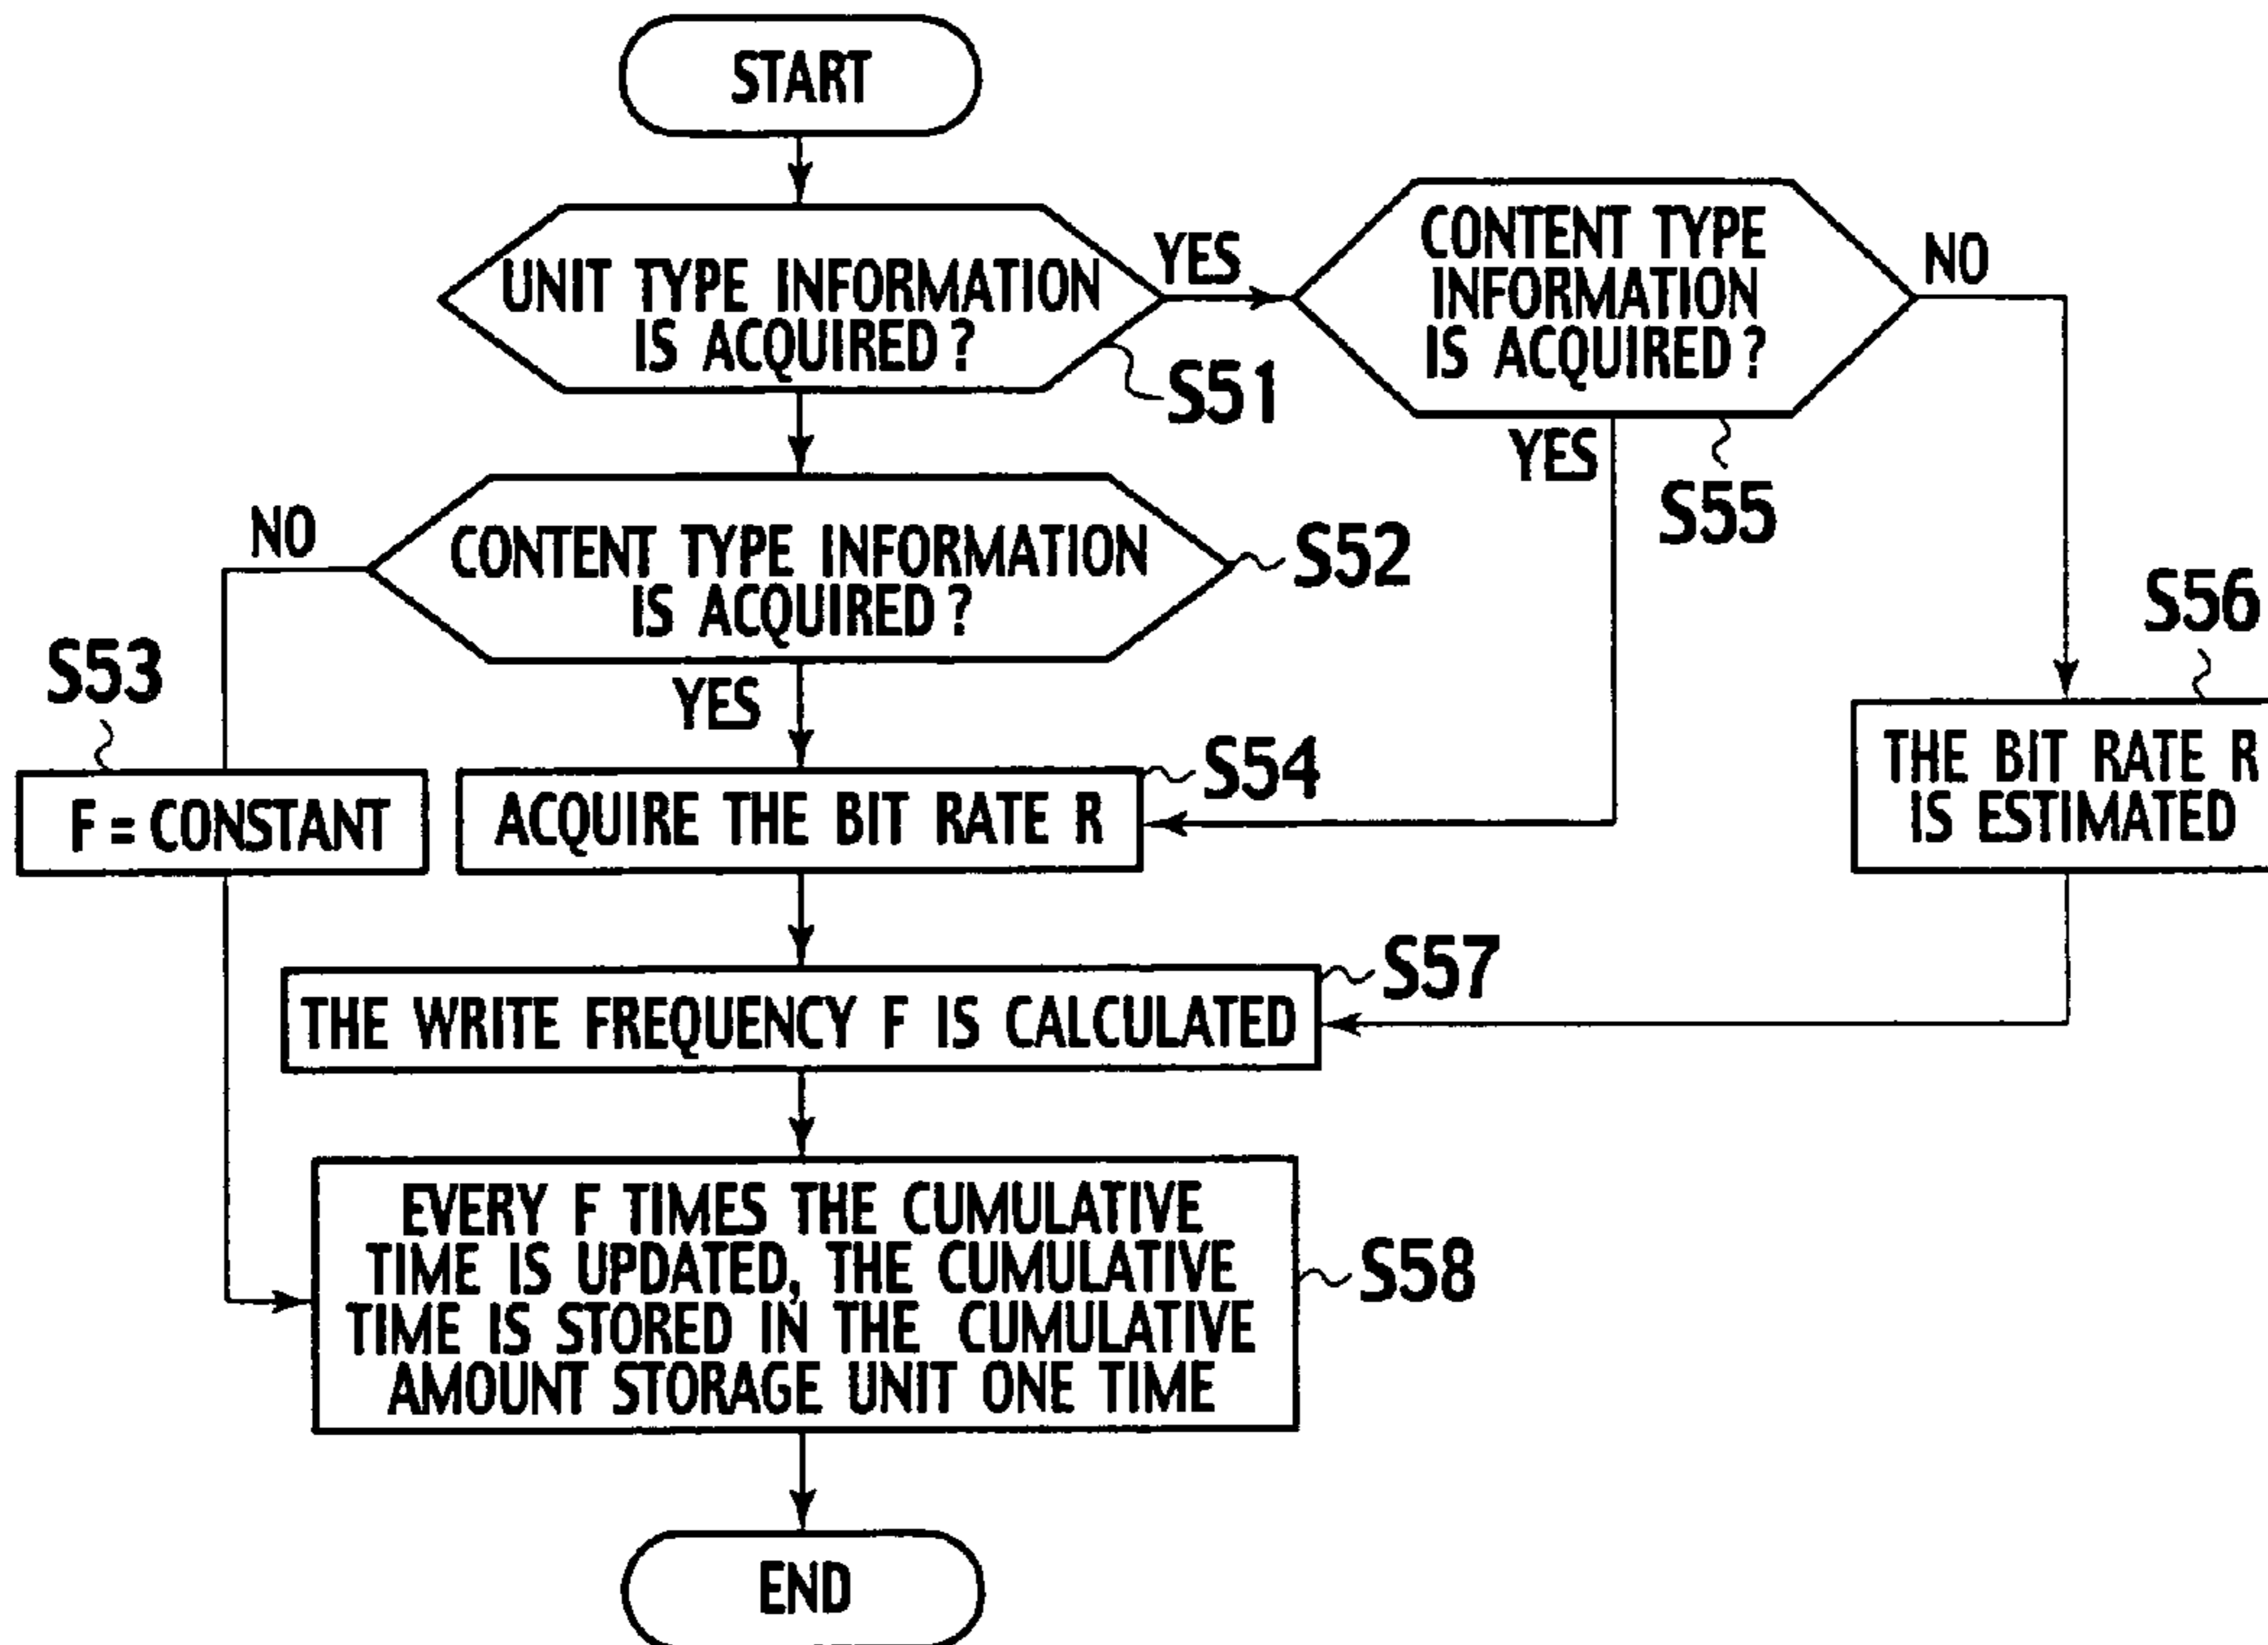 START
UNIT TYPE INFORMATION
IS ACQUIRED?
YES
S51
CONTENT TYPE
INFORMATION
IS ACQUIRED?
NO
YES
S55
CONTENT TYPE INFORMATION
IS ACQUIRED?
NO
S52
YES
S53
F = CONSTANT
S54
ACQUIRE THE BIT RATE R
S56
THE BIT RATE R
IS ESTIMATED
S57
THE WRITE FREQUENCY F IS CALCULATED
EVERY F TIMES THE CUMULATIVE
TIME IS UPDATED, THE CUMULATIVE
TIME IS STORED IN THE CUMULATIVE
AMOUNT STORAGE UNIT ONE TIME
S58
END